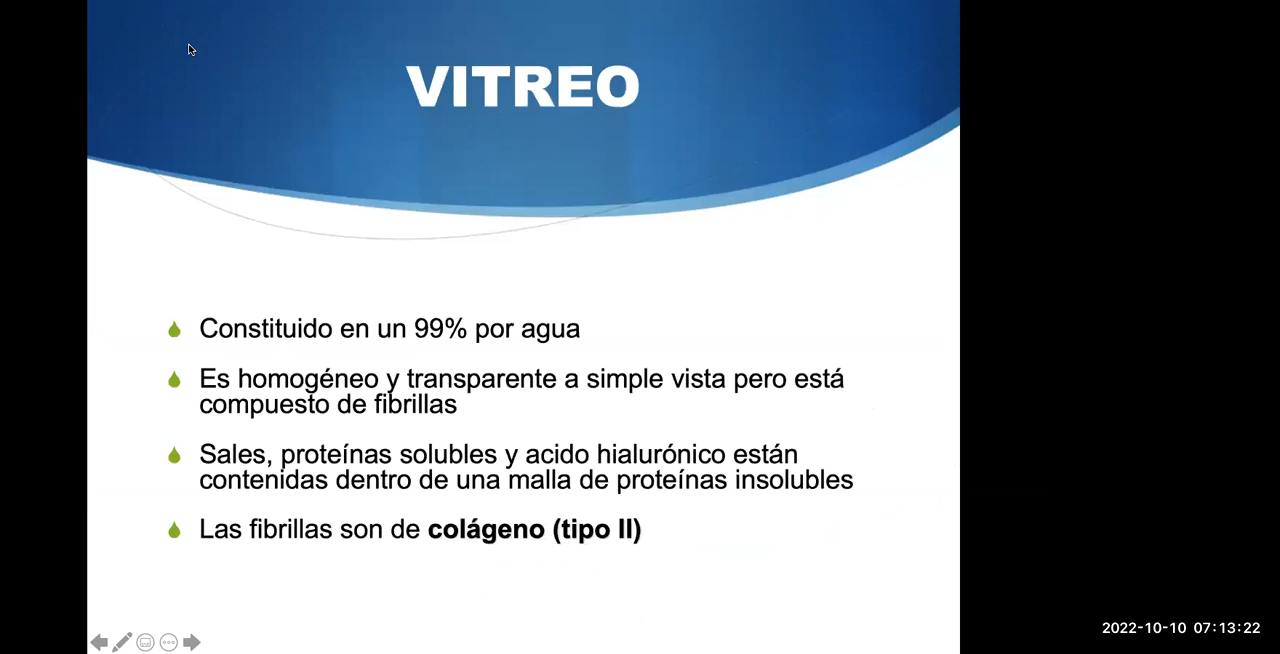 VITREO
Constituido en un 99% por agua
Es homogéneo y transparente a simple vista pero está
compuesto de fibrillas
Sales, proteínas solubles y acido hialurónico están
contenidas dentro de una malla de proteínas insolubles
Las fibrillas son de colágeno (tipo II)
2022-10-10 07:13:22